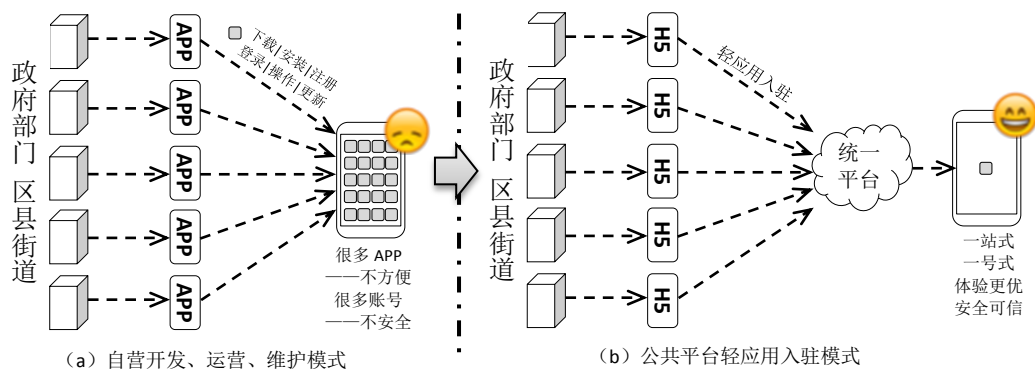 政府部门 区县街道
APP
APP
APP
APP
APP
下载|安装|注册
登录|操作|更新
很多 APP
——不方便
很多账号
——不安全
（a）自营开发、运营、维护模式
政府部门 区县街道
H5
H5
H5
H5
H5
轻应用入驻
统一
平台
一站式
一号式
体验更优
安全可信
（b）公共平台轻应用入驻模式